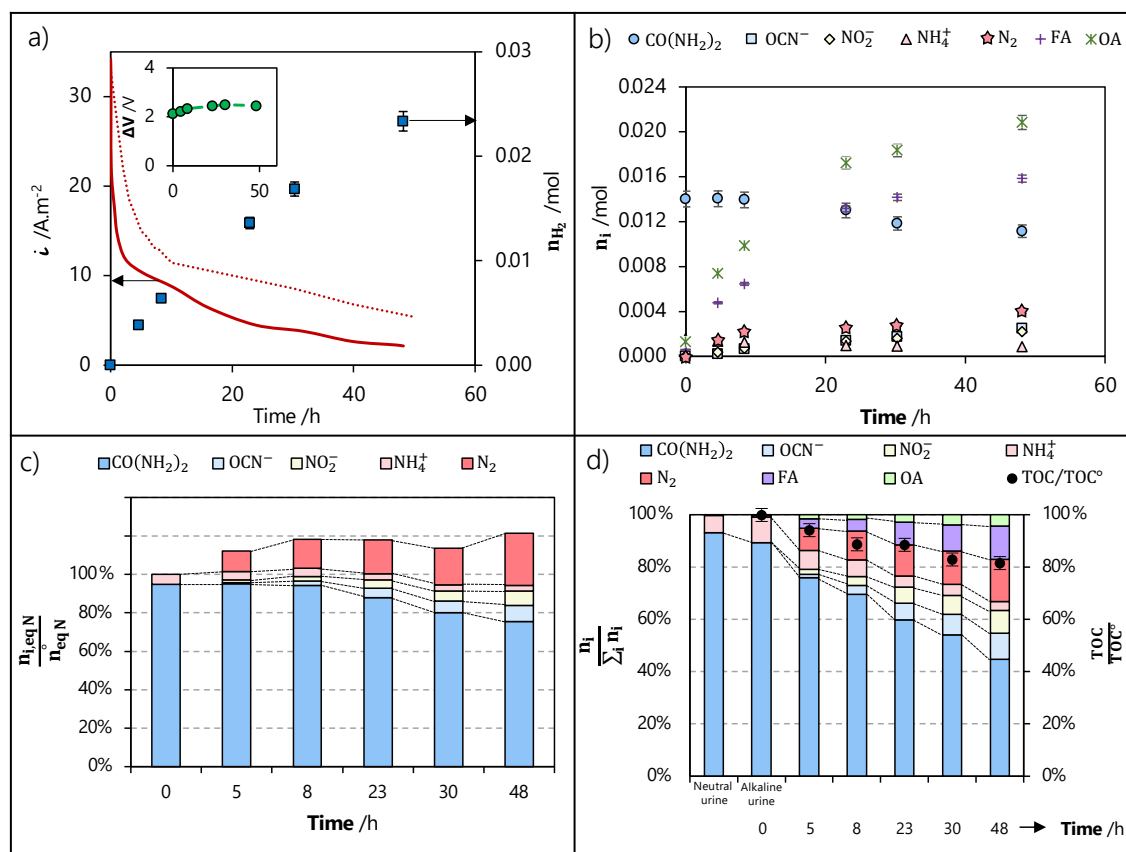 a)
𝒊 /A.m⁻²
30
20
10
0
0.03
0.02
0.01
0.00
n_H₂ /mol
4
2
0
ΔV /V
0 50
0 20 40 60
Time /h
b)
CO(NH₂)₂ OCN⁻ NO₂⁻ NH₄⁺ N₂ FA OA
n_i /mol
0.024
0.020
0.016
0.012
0.008
0.004
0.000
0 20 40 60
Time /h
c)
CO(NH₂)₂ OCN⁻ NO₂⁻ NH₄⁺ N₂
n_i,eq N / n°_eq N
100%
80%
60%
40%
20%
0%
0 5 8 23 30 48
Time /h
d)
CO(NH₂)₂ OCN⁻ NO₂⁻ NH₄⁺
N₂ FA OA TOC/TOC°
n_i / ∑_i n_i
100% 100%
80% 80%
60% 60%
40% 40%
20% 20%
0% 0%
TOC / TOC°
Neutral urine
Alkaline urine
0 5 8 23 30 48 Time /h